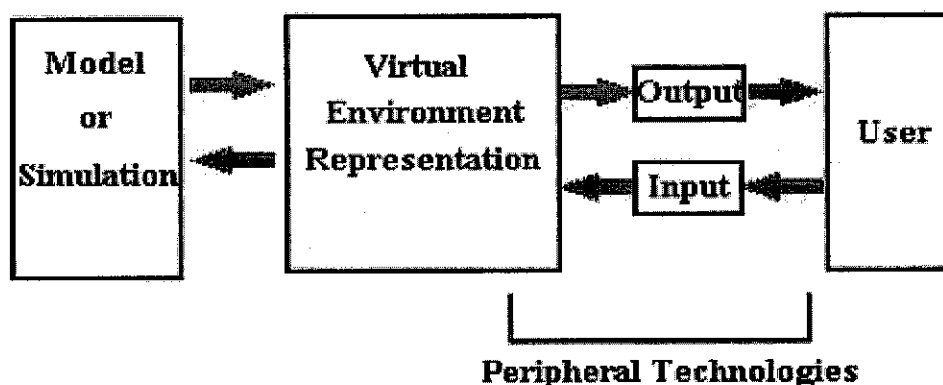 Model
or
Simulation
Virtual
Environment
Representation
Output
Input
User
Peripheral Technologies